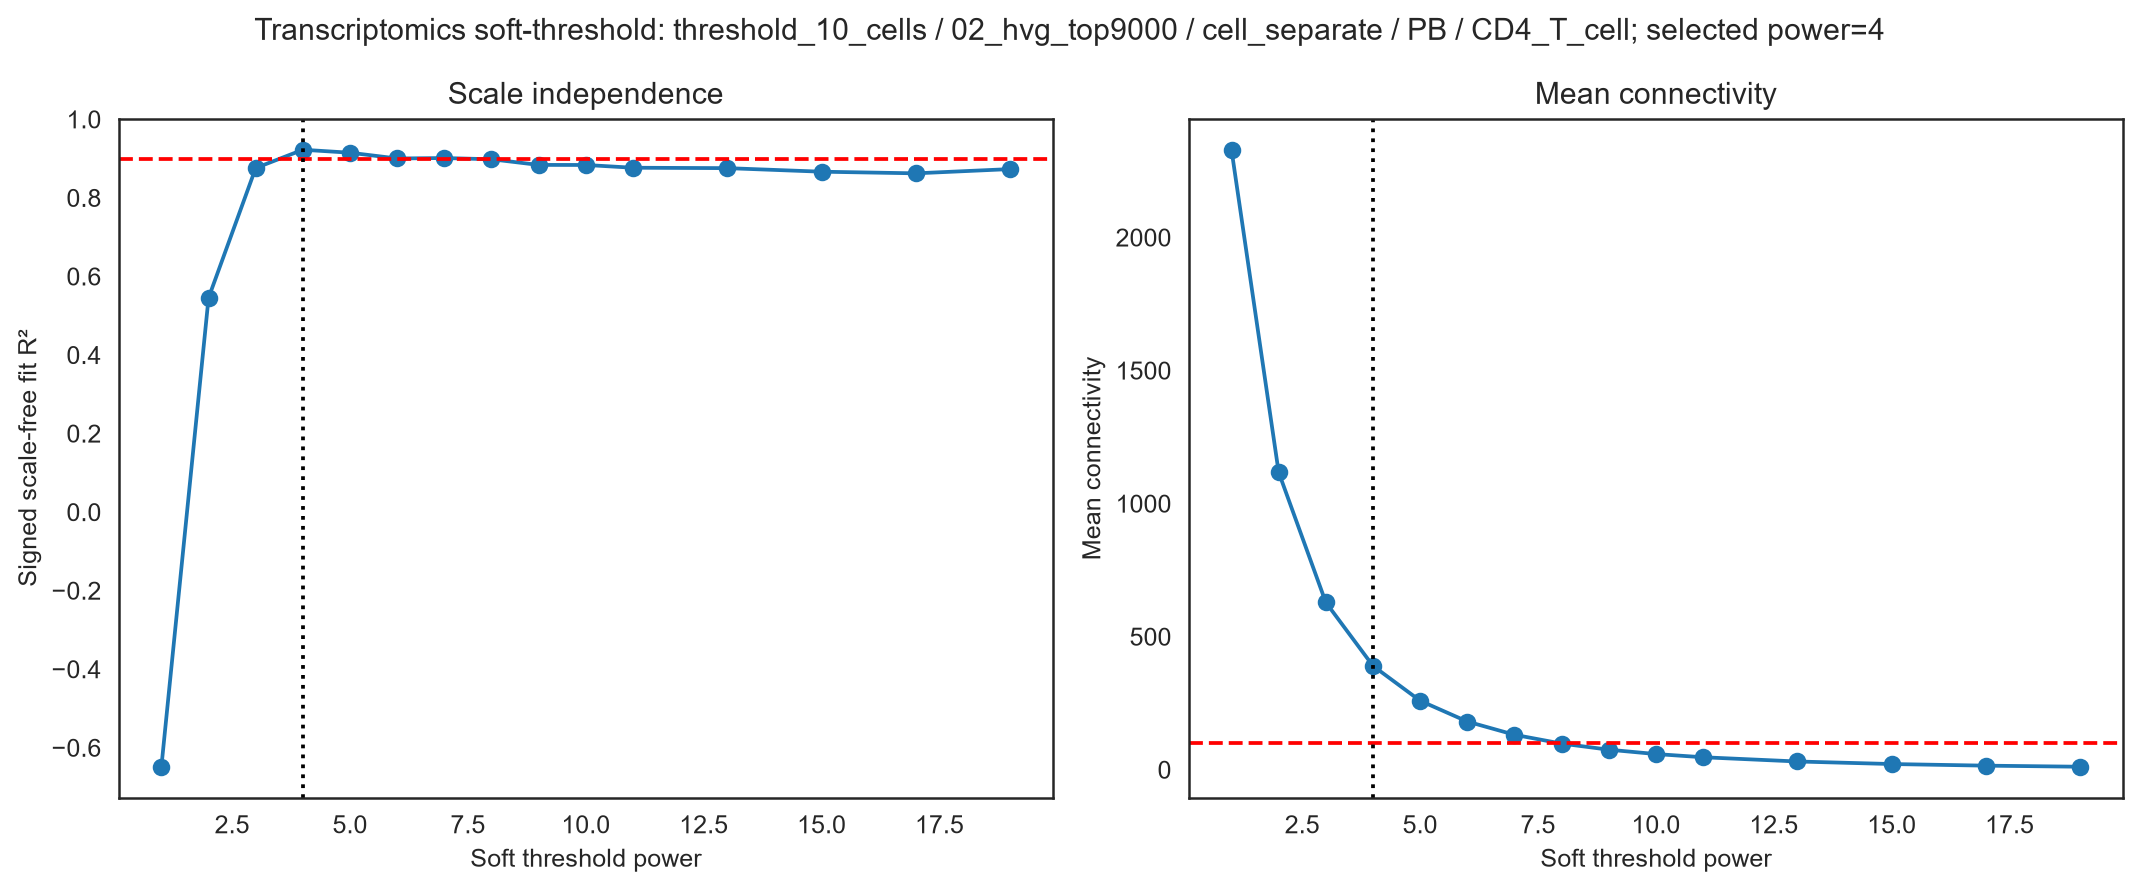 Transcriptomics soft-threshold: threshold_10_cells / 02_hvg_top9000 / cell_separate / PB / CD4_T_cell; selected power=4
Scale independence
Signed scale-free fit R²
1.0
0.8
0.6
0.4
0.2
0.0
−0.2
−0.4
−0.6
2.5 5.0 7.5 10.0 12.5 15.0 17.5
Soft threshold power
Mean connectivity
Mean connectivity
2000
1500
1000
500
0
2.5 5.0 7.5 10.0 12.5 15.0 17.5
Soft threshold power